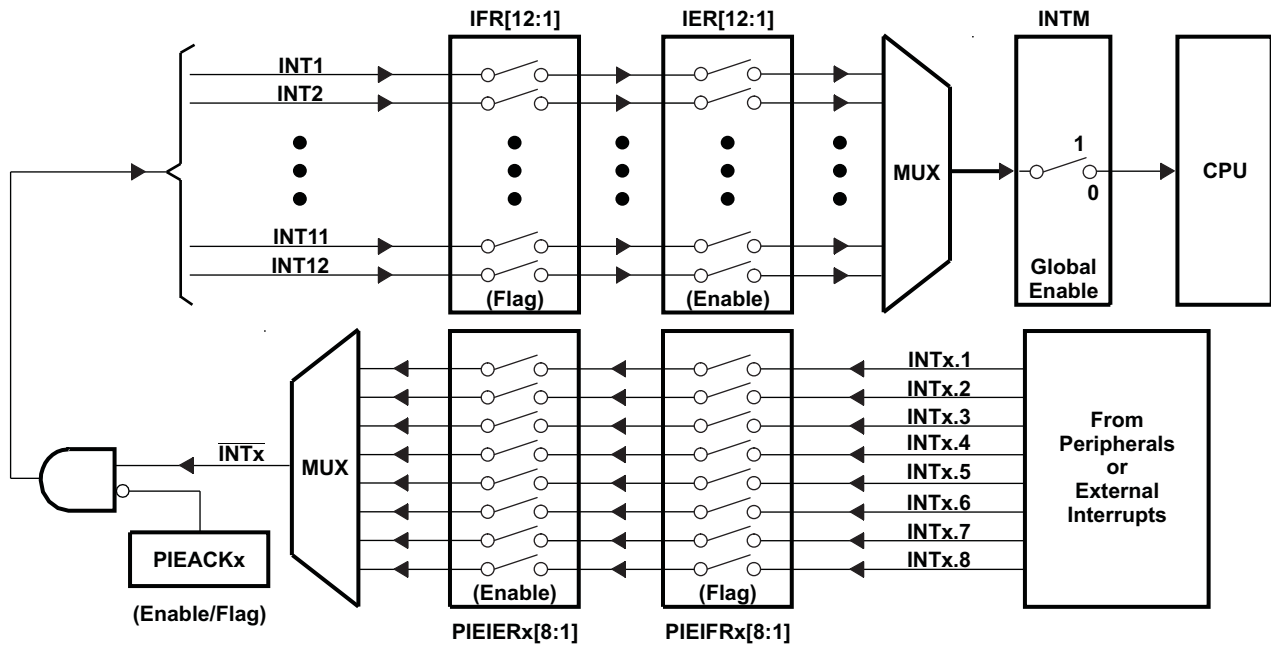 IFR[12:1]
IER[12:1]
INTM
INT1
INT2
INT11
INT12
(Flag)
(Enable)
MUX
1
0
Global
Enable
CPU
INTx
MUX
PIEACKx
(Enable/Flag)
(Enable)
PIEIERx[8:1]
(Flag)
PIEIFRx[8:1]
INTx.1
INTx.2
INTx.3
INTx.4
INTx.5
INTx.6
INTx.7
INTx.8
From
Peripherals
or
External
Interrupts